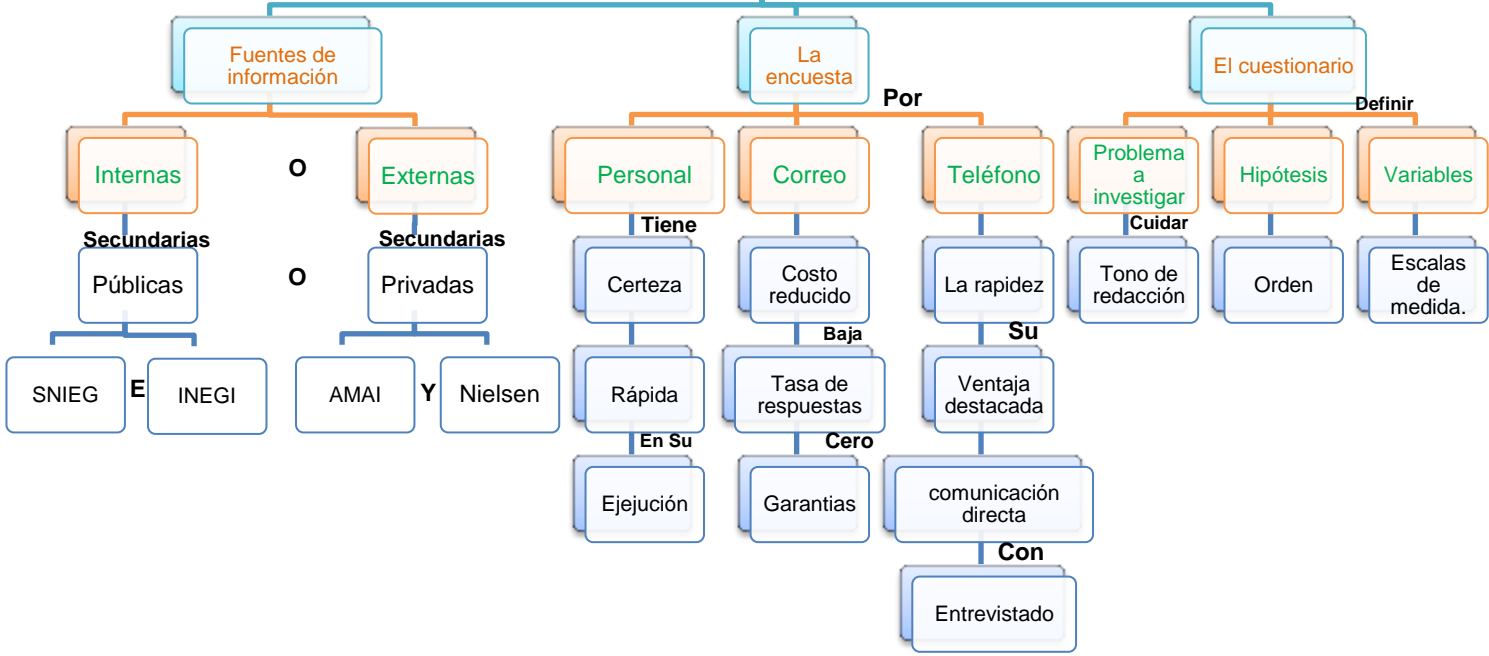 Fuentes de
información
La
encuesta
El cuestionario
Por
Definir
Internas
O
Externas
Personal
Correo
Teléfono
Problema
a
investigar
Hipótesis
Variables
Secundarias
Secundarias
Tiene
Cuidar
Públicas
O
Privadas
Certeza
Costo
reducido
La rapidez
Tono de
redacción
Orden
Escalas
de
medida.
Baja
Su
SNIEG
E
INEGI
AMAI
Y
Nielsen
Rápida
Tasa de
respuestas
Ventaja
destacada
En Su
Cero
Ejejución
Garantias
comunicación
directa
Con
Entrevistado